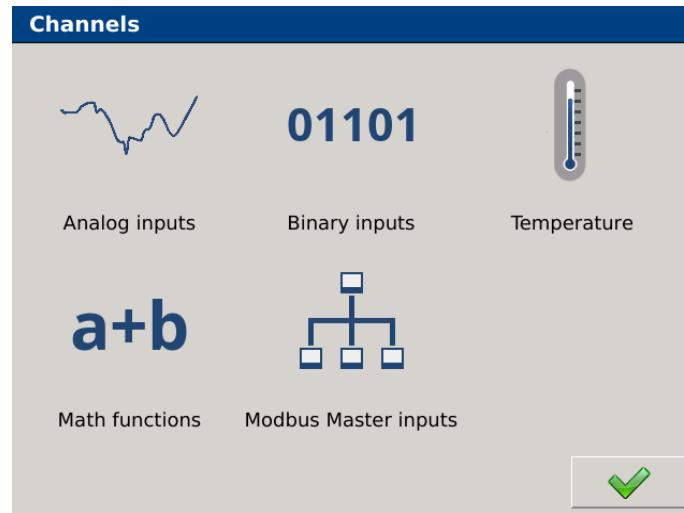 Channels
01101
Analog inputs
Binary inputs
Temperature
a+b
Math functions
Modbus Master inputs